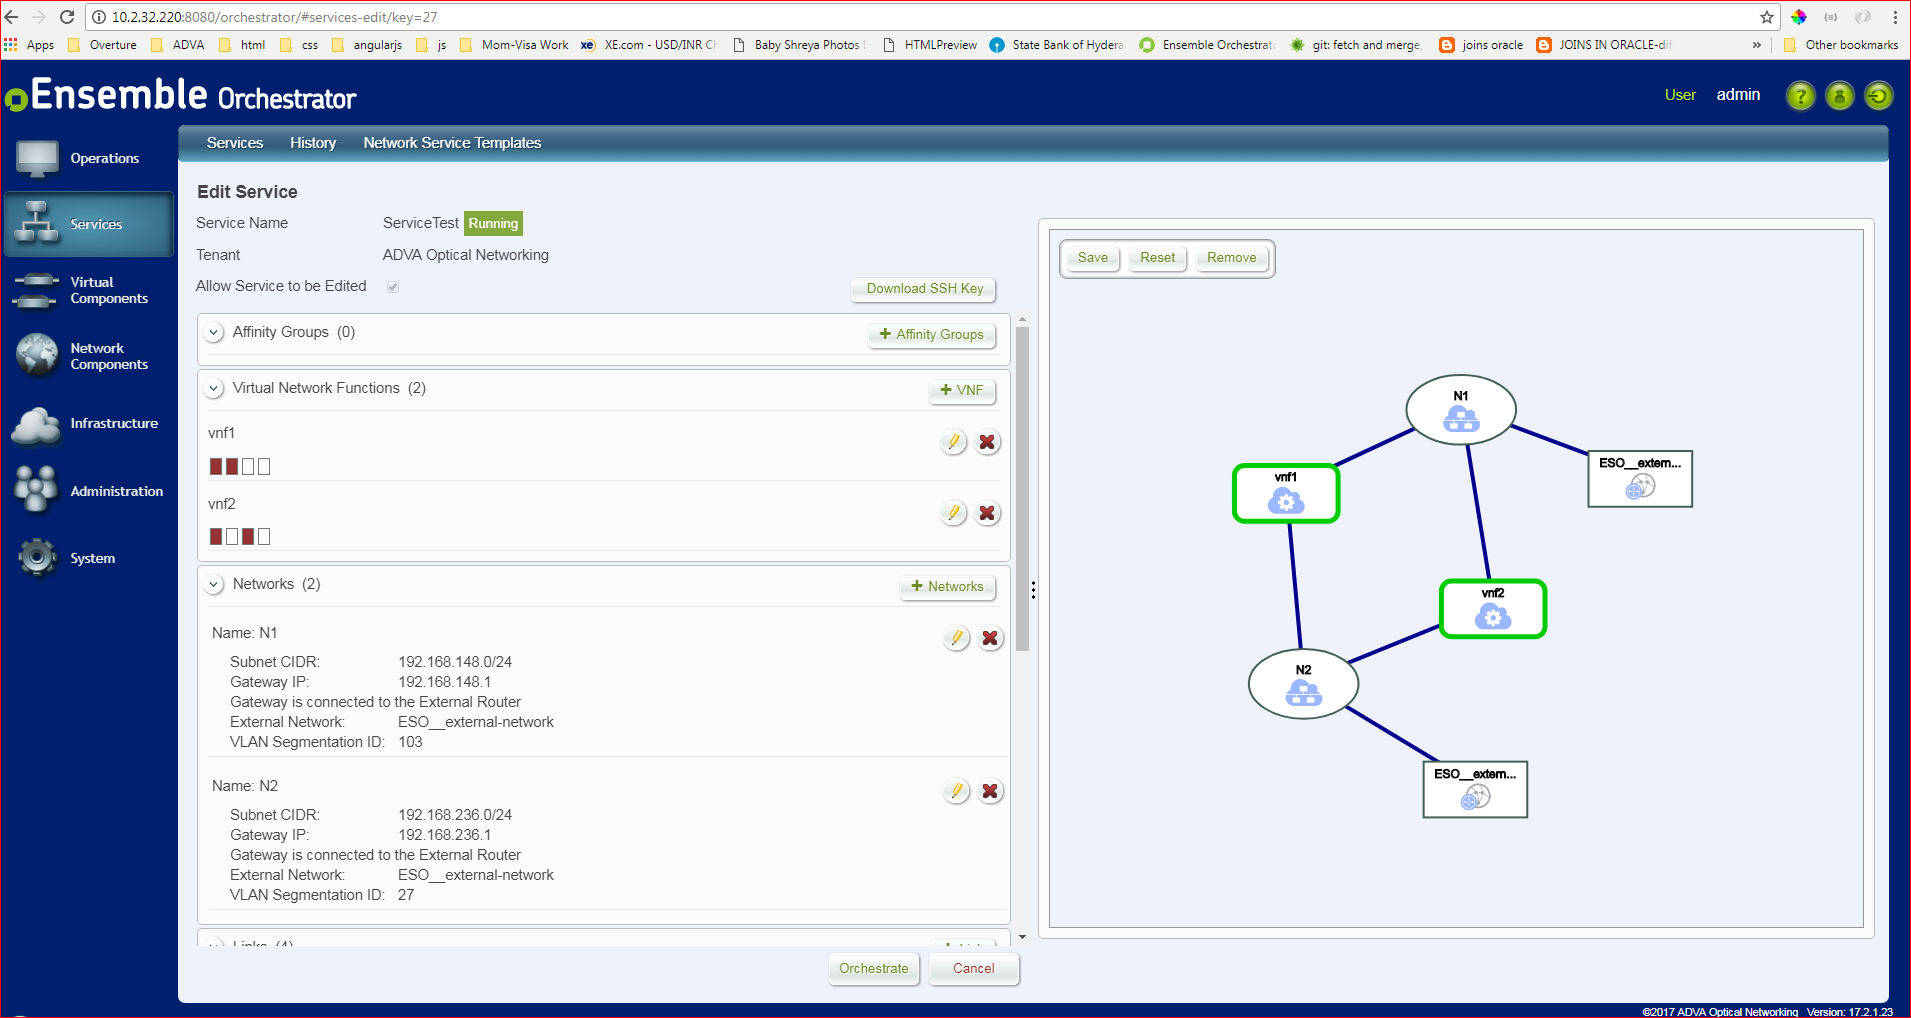 10.2.32.220:8080/orchestrator/#services-edit/key=27
Apps Overture ADVA html css angularjs js Mom-Visa Work XE.com - USD/INR Ch Baby Shreya Photos HTMLPreview State Bank of Hydera Ensemble Orchestrato git: fetch and merge, joins oracle JOINS IN ORACLE-dif » Other bookmarks
Ensemble Orchestrator
User admin
Operations
Services
Virtual Components
Network Components
Infrastructure
Administration
System
Services History Network Service Templates
Edit Service
Service Name ServiceTest Running
Tenant ADVA Optical Networking
Allow Service to be Edited
Download SSH Key
Affinity Groups (0)
+ Affinity Groups
Virtual Network Functions (2)
+ VNF
vnf1
vnf2
Networks (2)
+ Networks
Name: N1
Subnet CIDR: 192.168.148.0/24
Gateway IP: 192.168.148.1
Gateway is connected to the External Router
External Network: ESO__external-network
VLAN Segmentation ID: 103
Name: N2
Subnet CIDR: 192.168.236.0/24
Gateway IP: 192.168.236.1
Gateway is connected to the External Router
External Network: ESO__external-network
VLAN Segmentation ID: 27
Links (4)
Orchestrate Cancel
Save Reset Remove
N1
ESO__extern...
vnf1
vnf2
N2
ESO__extern...
©2017 ADVA Optical Networking Version: 17.2.1.23